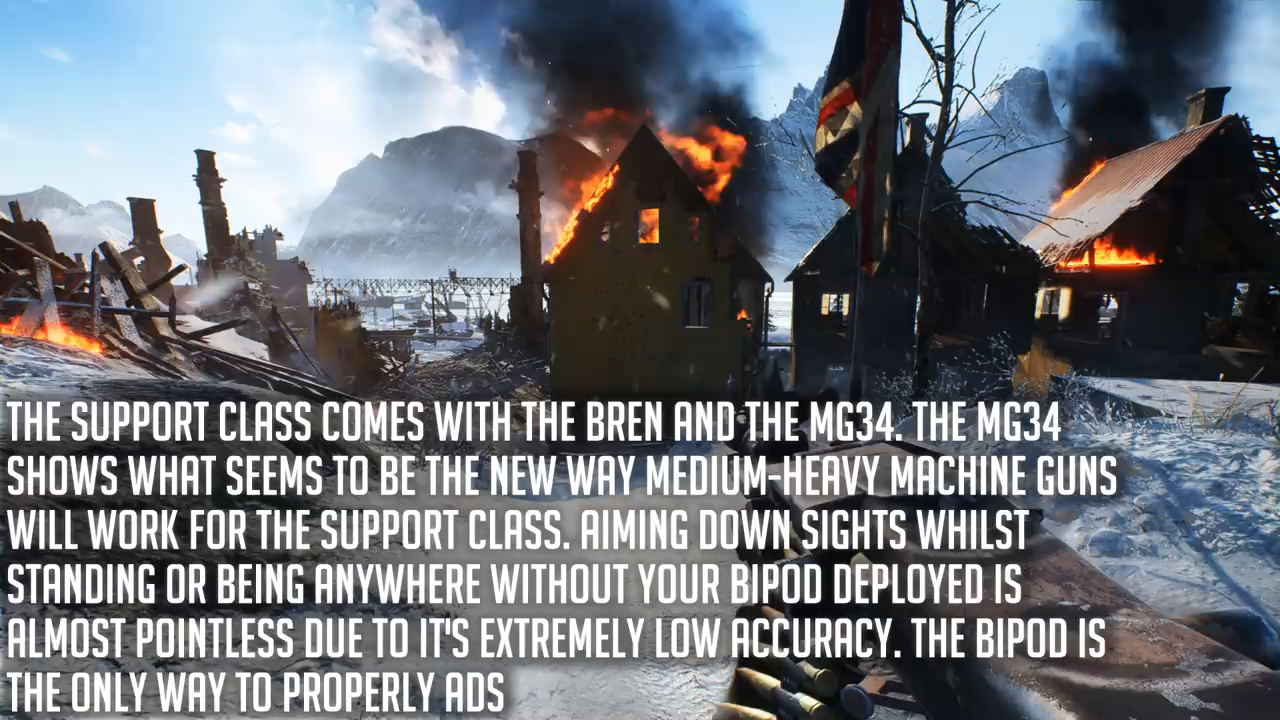 THE SUPPORT CLASS COMES WITH THE BREN AND THE MG34. THE MG34
SHOWS WHAT SEEMS TO BE THE NEW WAY MEDIUM-HEAVY MACHINE GUNS
WILL WORK FOR THE SUPPORT CLASS. AIMING DOWN SIGHTS WHILST
STANDING OR BEING ANYWHERE WITHOUT YOUR BIPOD DEPLOYED IS
ALMOST POINTLESS DUE TO IT'S EXTREMELY LOW ACCURACY. THE BIPOD IS
THE ONLY WAY TO PROPERLY ADS